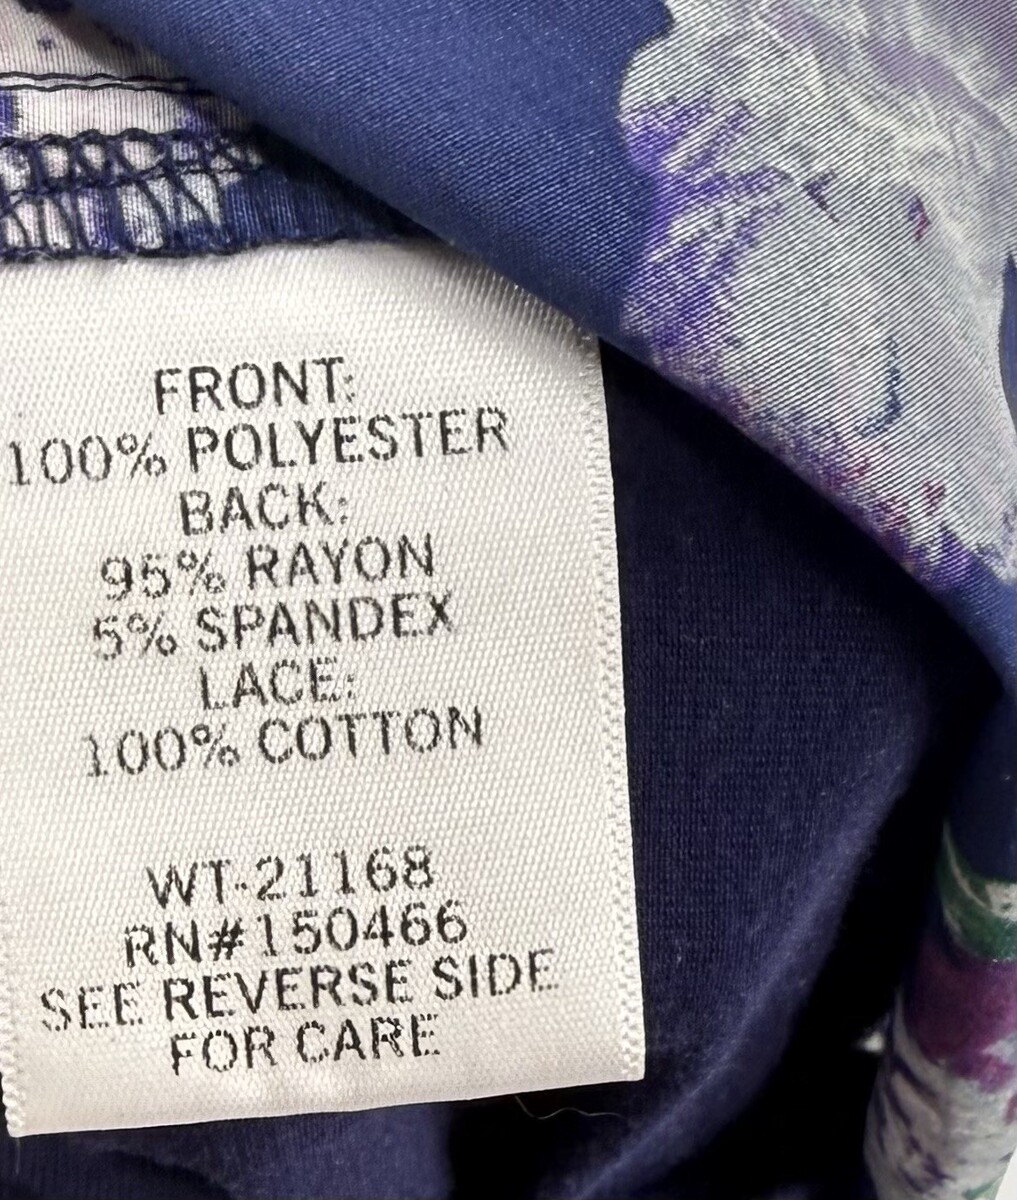 FRONT:
100% POLYESTER
BACK:
95% RAYON
5% SPANDEX
LACE:
100% COTTON
WT-21168
RN#150466
SEE REVERSE SIDE
FOR CARE